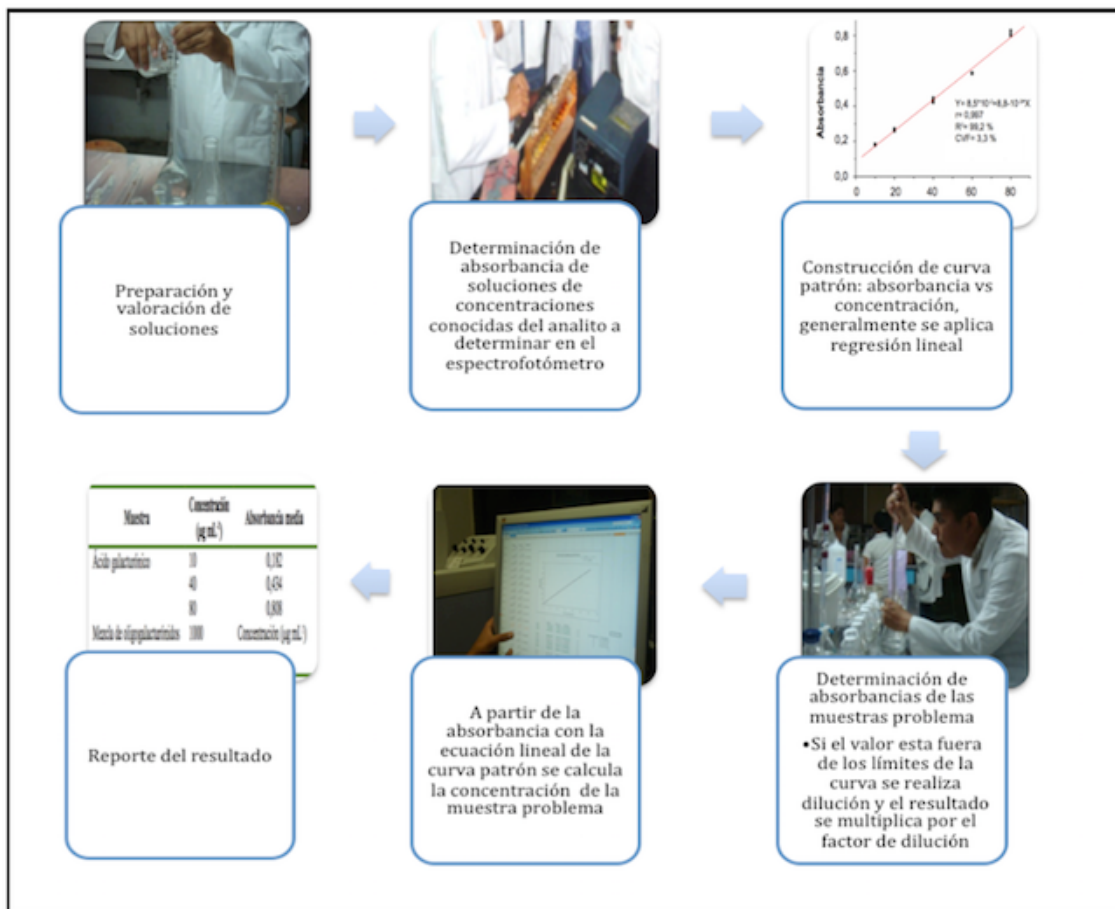 Preparación y
valoración de
soluciones
Determinación de
absorbancia de
soluciones de
concentraciones
conocidas del analito a
determinar en el
espectrofotómetro
0,8
0,6
0,4
0,2
0,0
Absorbancia
r= 0,997
R²= 99,2 %
CVF= 3,3 %
0 20 40 60 80
Construcción de curva
patrón: absorbancia vs
concentración,
generalmente se aplica
regresión lineal
Determinación de
absorbancias de las
muestras problema
•Si el valor esta fuera
de los límites de la
curva se realiza
dilución y el resultado
se multiplica por el
factor de dilución
A partir de la
absorbancia con la
ecuación lineal de la
curva patrón se calcula
la concentración de la
muestra problema
Muestra Concentración (µg mL⁻¹) Absorbancia media
Ácido galacturónico 10 0,182
40 0,434
80 0,808
Mezcla de oligogalacturónidos 1000 Concentración (µg mL⁻¹)
Reporte del resultado